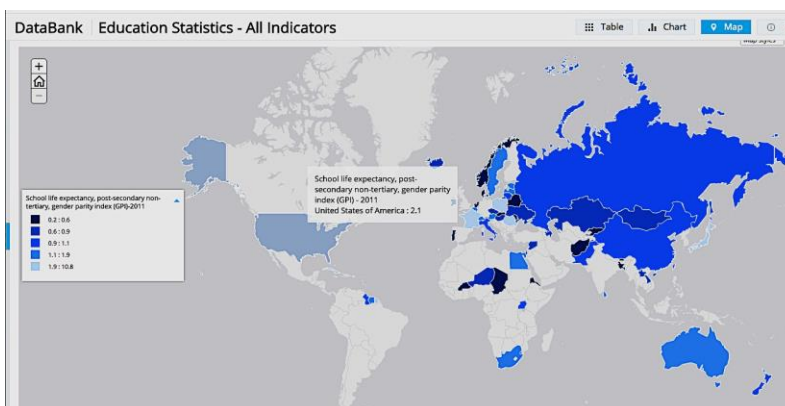 DataBank Education Statistics - All Indicators
Table Chart Map
Map Styles
+
−
School life expectancy, post-
secondary non-tertiary, gender parity
index (GPI) - 2011
United States of America : 2.1
School life expectancy, post-secondary non-
tertiary, gender parity index (GPI)-2011
0.2 : 0.6
0.6 : 0.9
0.9 : 1.1
1.1 : 1.9
1.9 : 10.8